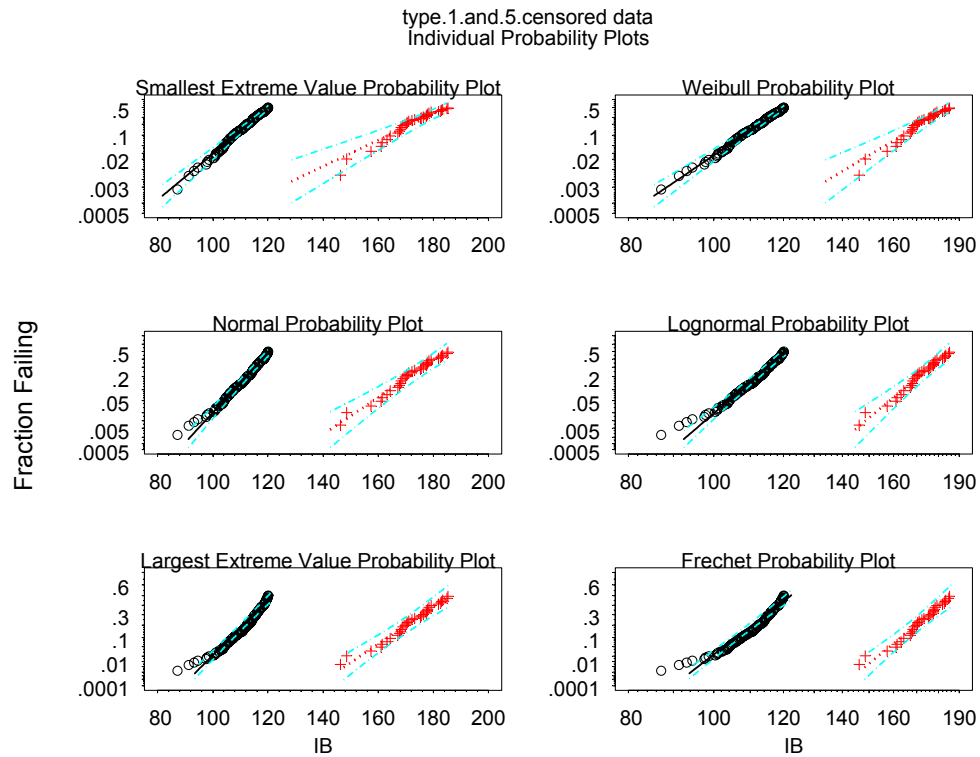 type.1.and.5.censored data
Individual Probability Plots
Fraction Failing
Smallest Extreme Value Probability Plot
.5
.1
.02
.003
.0005
80 100 120 140 160 180 200
Weibull Probability Plot
.5
.1
.02
.003
.0005
80 100 120 140 160 190
Normal Probability Plot
.5
.2
.05
.005
.0005
80 100 120 140 160 180 200
Lognormal Probability Plot
.5
.2
.05
.005
.0005
80 100 120 140 160 190
Largest Extreme Value Probability Plot
.6
.3
.1
.01
.0001
80 100 120 140 160 180 200
IB
Frechet Probability Plot
.6
.3
.1
.01
.0001
80 100 120 140 160 190
IB